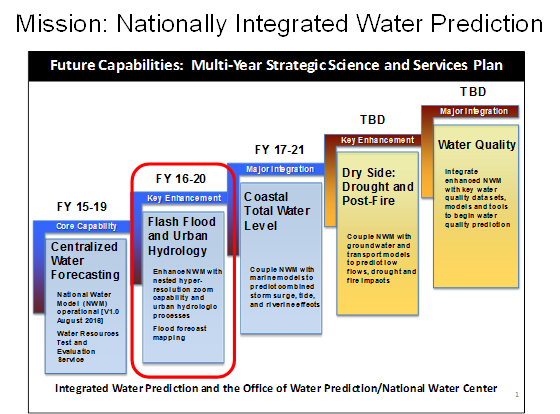 Mission: Nationally Integrated Water Prediction
Future Capabilities: Multi-Year Strategic Science and Services Plan
FY 15-19
Core Capability
Centralized
Water
Forecasting
National Water
Model (NWM)
operational [V1.0
August 2016]
Water Resources
Test and
Evaluation
Service
FY 16-20
Key Enhancement
Flash Flood
and Urban
Hydrology
Enhance NWM with
nested hyper-
resolution zoom
capability and
urban hydrologic
processes
Flood forecast
mapping
FY 17-21
Major Integration
Coastal
Total Water
Level
Couple NWM with
marine models to
predict combined
storm surge, tide,
and riverine effects
TBD
Key Enhancement
Dry Side:
Drought and
Post-Fire
Couple NWM with
groundwater and
transport models
to predict low
flows, drought and
fire impacts
TBD
Major Integration
Water Quality
Integrate
enhanced NWM
with key water
quality datasets,
models and tools
to begin water
quality prediction
Integrated Water Prediction and the Office of Water Prediction/National Water Center
1